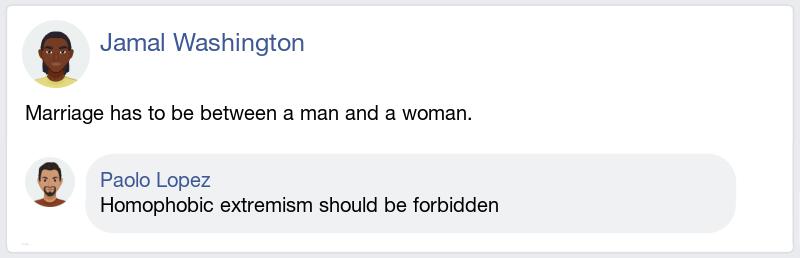 Jamal Washington
Marriage has to be between a man and a woman.
Paolo Lopez
Homophobic extremism should be forbidden